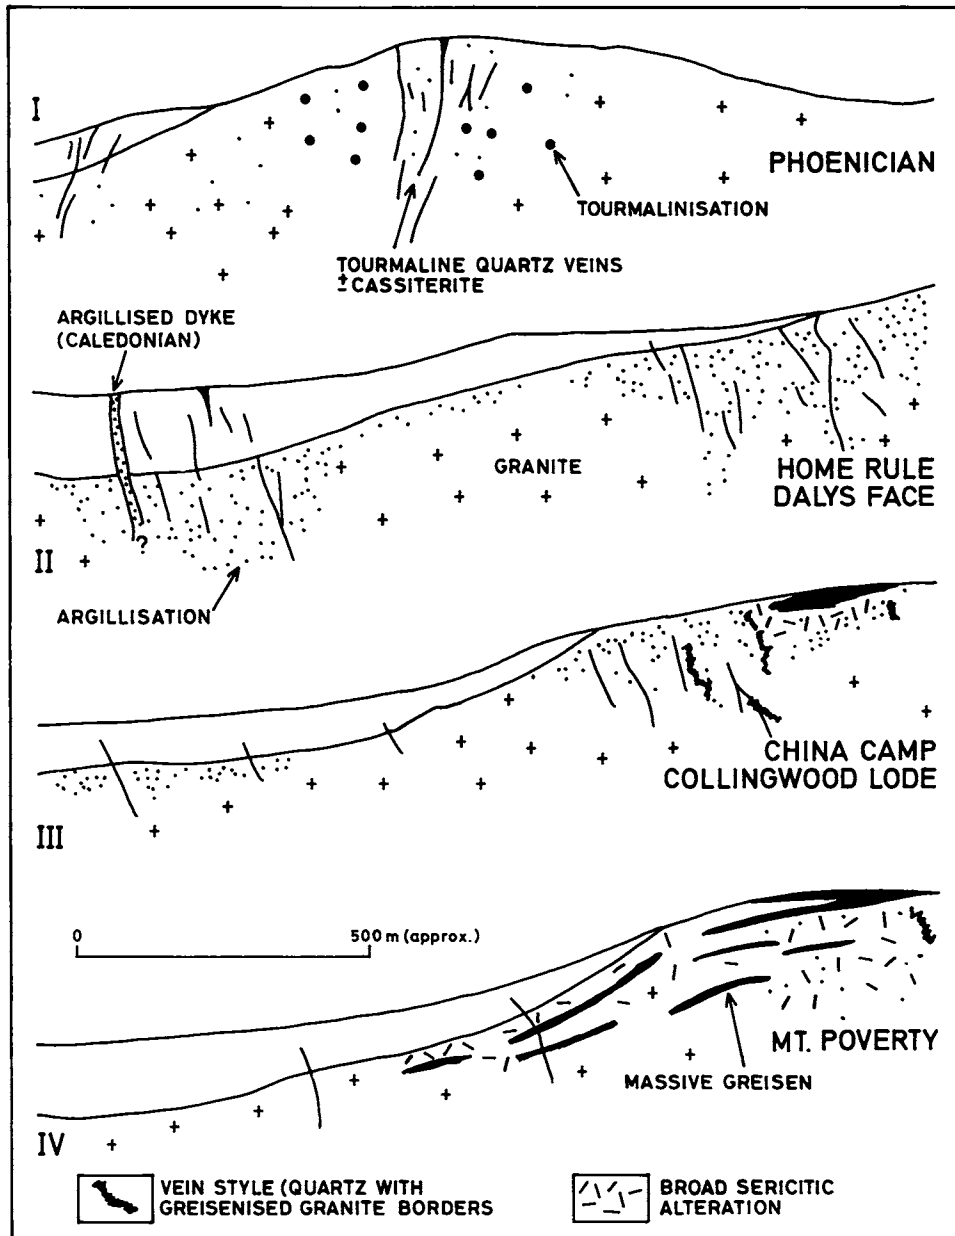 I
PHOENICIAN
TOURMALINISATION
TOURMALINE QUARTZ VEINS
± CASSITERITE
ARGILLISED DYKE
(CALEDONIAN)
GRANITE
HOME RULE
DALYS FACE
?
II
ARGILLISATION
CHINA CAMP
COLLINGWOOD LODE
III
0 500 m (approx.)
MT. POVERTY
MASSIVE GREISEN
IV
VEIN STYLE (QUARTZ WITH
GREISENISED GRANITE BORDERS
BROAD SERICITIC
ALTERATION